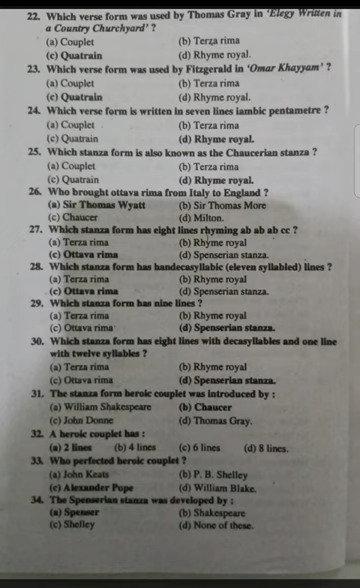 22. Which verse form was used by Thomas Gray in 'Elegy Written in
a Country Churchyard' ?
(a) Couplet (b) Terza rima
(c) Quatrain (d) Rhyme royal.
23. Which verse form was used by Fitzgerald in 'Omar Khayyam' ?
(a) Couplet (b) Terza rima
(c) Quatrain (d) Rhyme royal.
24. Which verse form is written in seven lines iambic pentametre ?
(a) Couplet (b) Terza rima
(c) Quatrain (d) Rhyme royal.
25. Which stanza form is also known as the Chaucerian stanza ?
(a) Couplet (b) Terza rima
(c) Quatrain (d) Rhyme royal.
26. Who brought ottava rima from Italy to England ?
(a) Sir Thomas Wyatt (b) Sir Thomas More
(c) Chaucer (d) Milton.
27. Which stanza form has eight lines rhyming ab ab ab cc ?
(a) Terza rima (b) Rhyme royal
(c) Ottava rima (d) Spenserian stanza.
28. Which stanza form has handecasyllabic (eleven syllabled) lines ?
(a) Terza rima (b) Rhyme royal
(c) Ottava rima (d) Spenserian stanza.
29. Which stanza form has nine lines ?
(a) Terza rima (b) Rhyme royal
(c) Ottava rima (d) Spenserian stanza.
30. Which stanza form has eight lines with decasyllables and one line
with twelve syllables ?
(a) Terza rima (b) Rhyme royal
(c) Ottava rima (d) Spenserian stanza.
31. The stanza form heroic couplet was introduced by :
(a) William Shakespeare (b) Chaucer
(c) John Donne (d) Thomas Gray.
32. A heroic couplet has :
(a) 2 lines (b) 4 lines (c) 6 lines (d) 8 lines.
33. Who perfected heroic couplet ?
(a) John Keats (b) P. B. Shelley
(c) Alexander Pope (d) William Blake.
34. The Spenserian stanza was developed by :
(a) Spenser (b) Shakespeare
(c) Shelley (d) None of these.